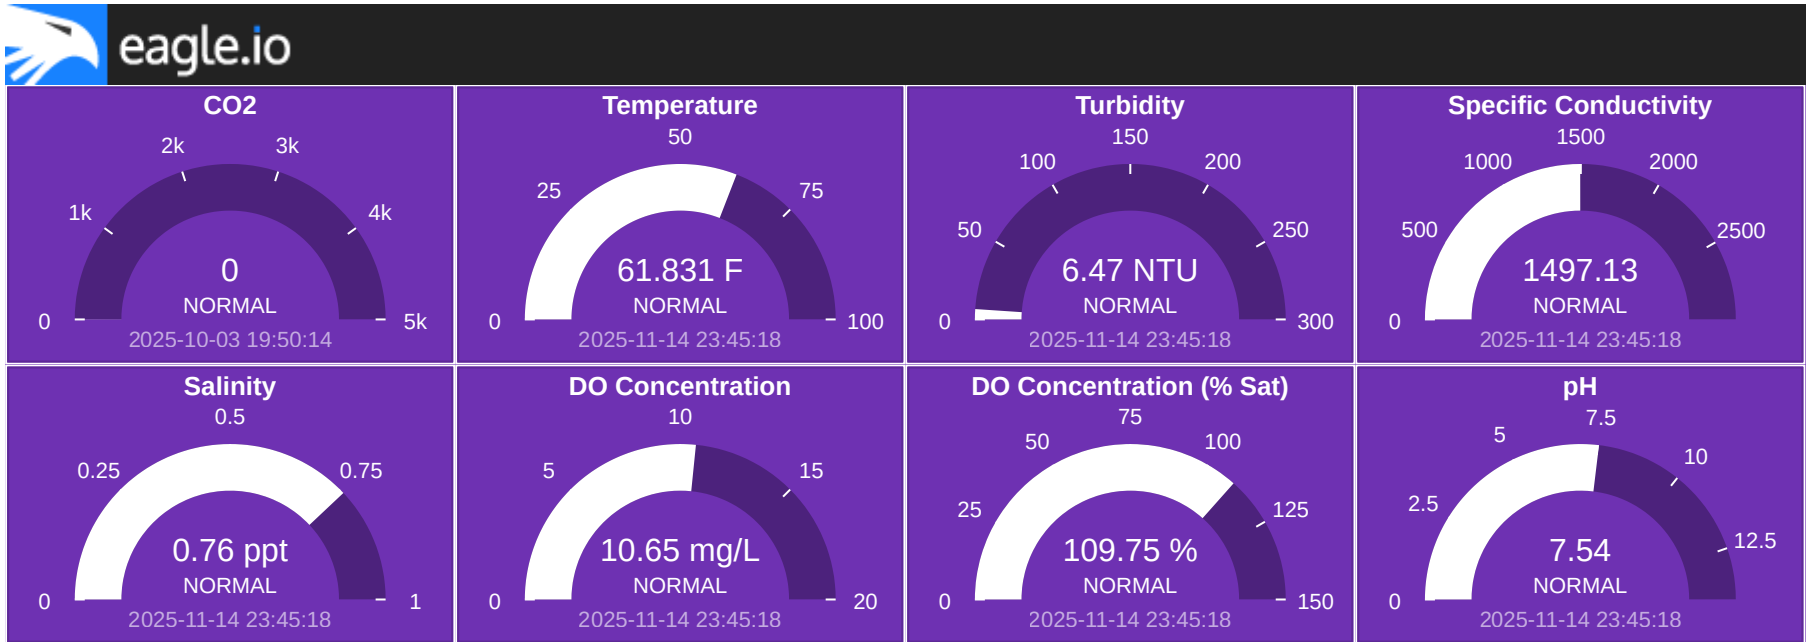 eagle.io
CO2
2k
3k
1k
4k
0
NORMAL
0
5k
2025-10-03 19:50:14
Temperature
50
25
75
61.831 F
NORMAL
0
100
2025-11-14 23:45:18
Turbidity
150
100
200
50
250
6.47 NTU
NORMAL
0
300
2025-11-14 23:45:18
Specific Conductivity
1500
1000
2000
500
2500
1497.13
NORMAL
0
2025-11-14 23:45:18
Salinity
0.5
0.25
0.75
0.76 ppt
NORMAL
0
1
2025-11-14 23:45:18
DO Concentration
10
5
15
10.65 mg/L
NORMAL
0
20
2025-11-14 23:45:18
DO Concentration (% Sat)
75
50
100
25
125
109.75 %
NORMAL
0
150
2025-11-14 23:45:18
pH
7.5
5
10
2.5
12.5
7.54
NORMAL
0
2025-11-14 23:45:18